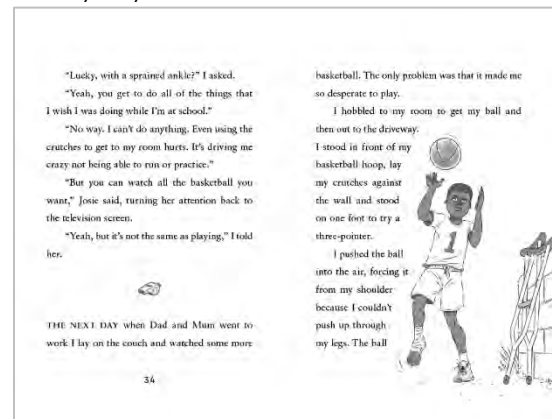 "Lucky, with a sprained ankle?" I asked.
"Yeah, you get to do all of the things that
I wish I was doing while I'm at school."
"No way. I can't do anything. Even using the
crutches to get to my room hurts. It's driving me
crazy not being able to run or practice."
"But you can watch all the basketball you
want," Josie said, turning her attention back to
the television screen.
"Yeah, but it's not the same as playing," I told
her.
THE NEXT DAY when Dad and Mum went to
work I lay on the couch and watched some more
34
basketball. The only problem was that it made me
so desperate to play.
I hobbled to my room to get my ball and
then out to the driveway.
I stood in front of my
basketball hoop, lay
my crutches against
the wall and stood
on one foot to try a
three-pointer.
I pushed the ball
into the air, forcing it
from my shoulder
because I couldn't
push up through
my legs. The ball
1